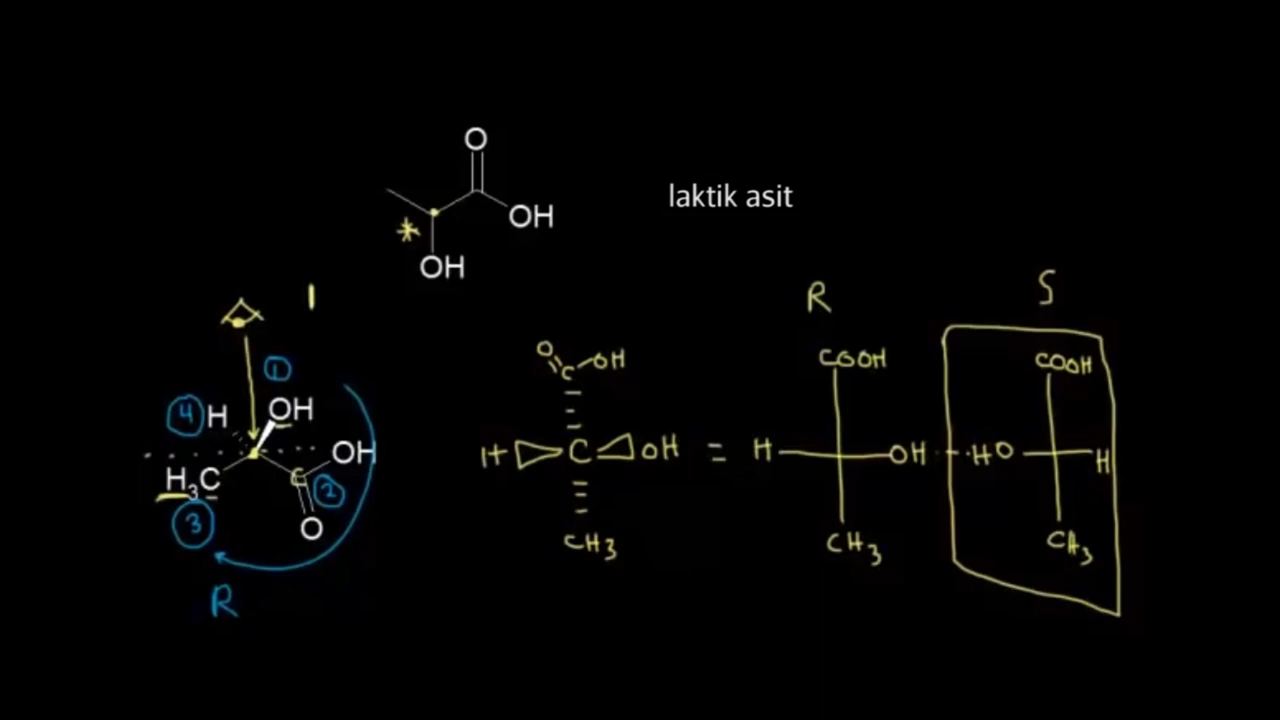 O
OH
*
OH
laktik asit
1
4 H
1
OH
OH
H3C
C
2
3
O
R
O
C-OH
H C OH = H OH
CH3
R
COOH
CH3
S
COOH
HO H
CH3